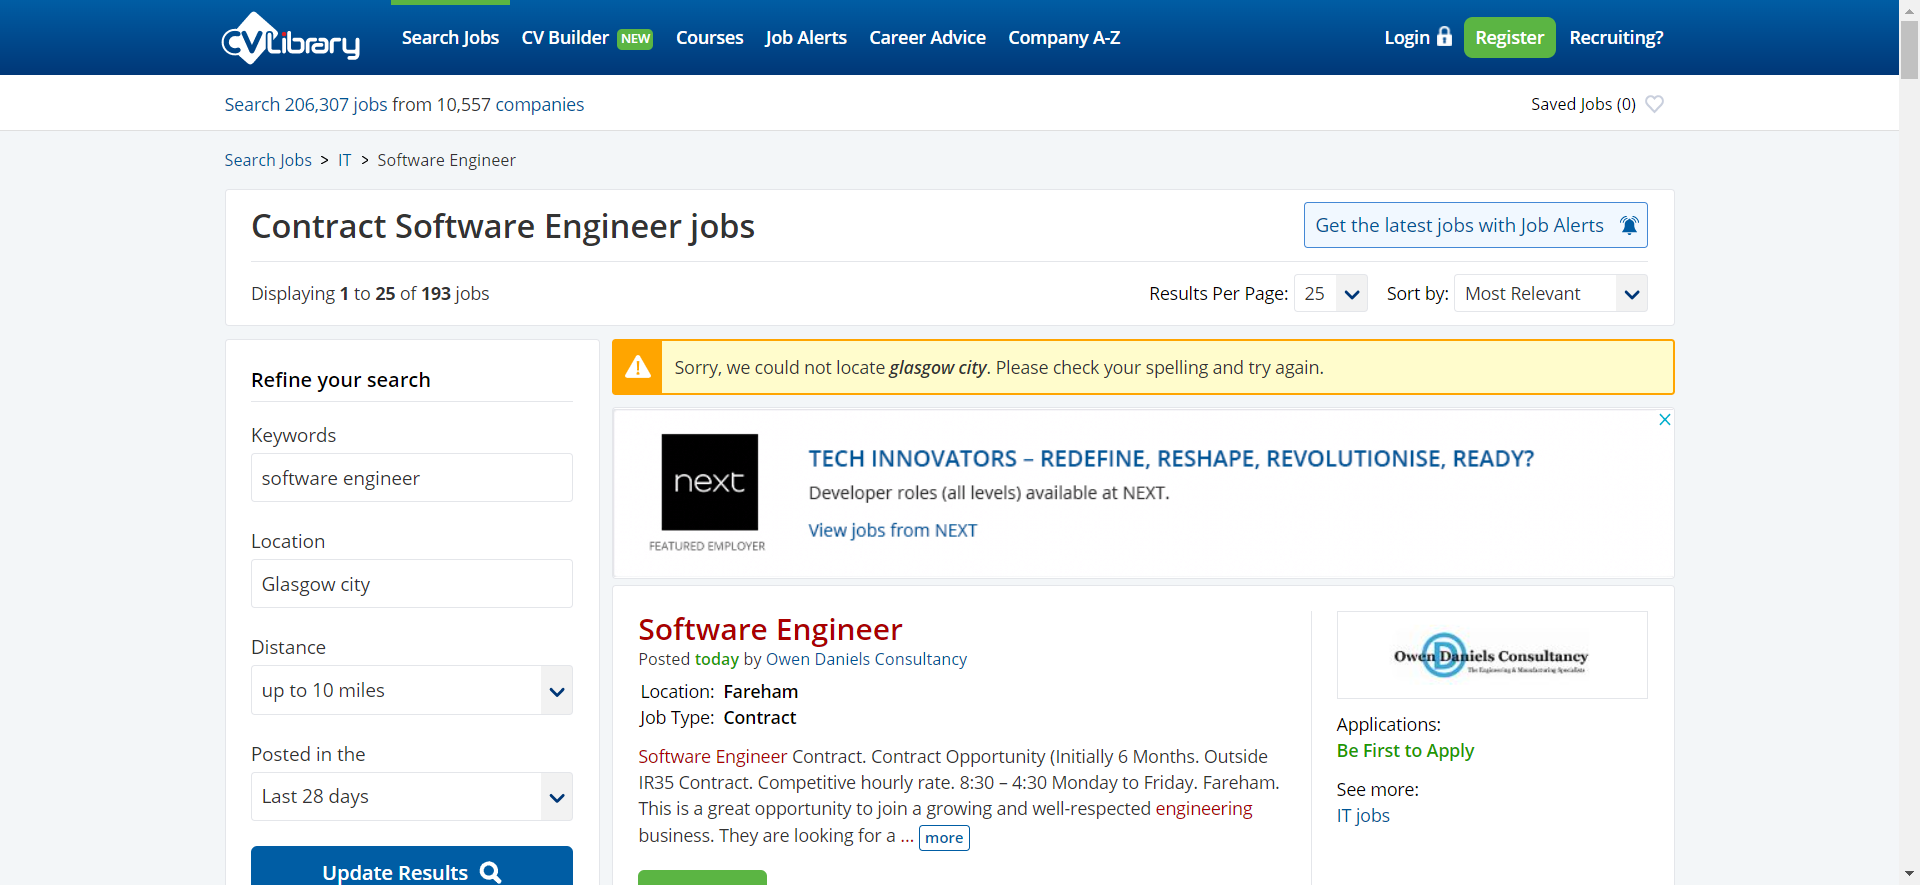 CVLibrary
Search Jobs CV Builder NEW Courses Job Alerts Career Advice Company A-Z Login Register Recruiting?
Search 206,307 jobs from 10,557 companies Saved Jobs (0)
Search Jobs > IT > Software Engineer
Contract Software Engineer jobs
Get the latest jobs with Job Alerts
Displaying 1 to 25 of 193 jobs
Results Per Page: 25 Sort by: Most Relevant
Refine your search
Keywords
software engineer
Location
Glasgow city
Distance
up to 10 miles
Posted in the
Last 28 days
Update Results
Sorry, we could not locate glasgow city. Please check your spelling and try again.
next
FEATURED EMPLOYER
TECH INNOVATORS – REDEFINE, RESHAPE, REVOLUTIONISE, READY?
Developer roles (all levels) available at NEXT.
View jobs from NEXT
Software Engineer
Posted today by Owen Daniels Consultancy
Location: Fareham
Job Type: Contract
Software Engineer Contract. Contract Opportunity (Initially 6 Months. Outside
IR35 Contract. Competitive hourly rate. 8:30 – 4:30 Monday to Friday. Fareham.
This is a great opportunity to join a growing and well-respected engineering
business. They are looking for a ... more
Owen Daniels Consultancy
The Engineering & Manufacturing Specialists
Applications:
Be First to Apply
See more:
IT jobs